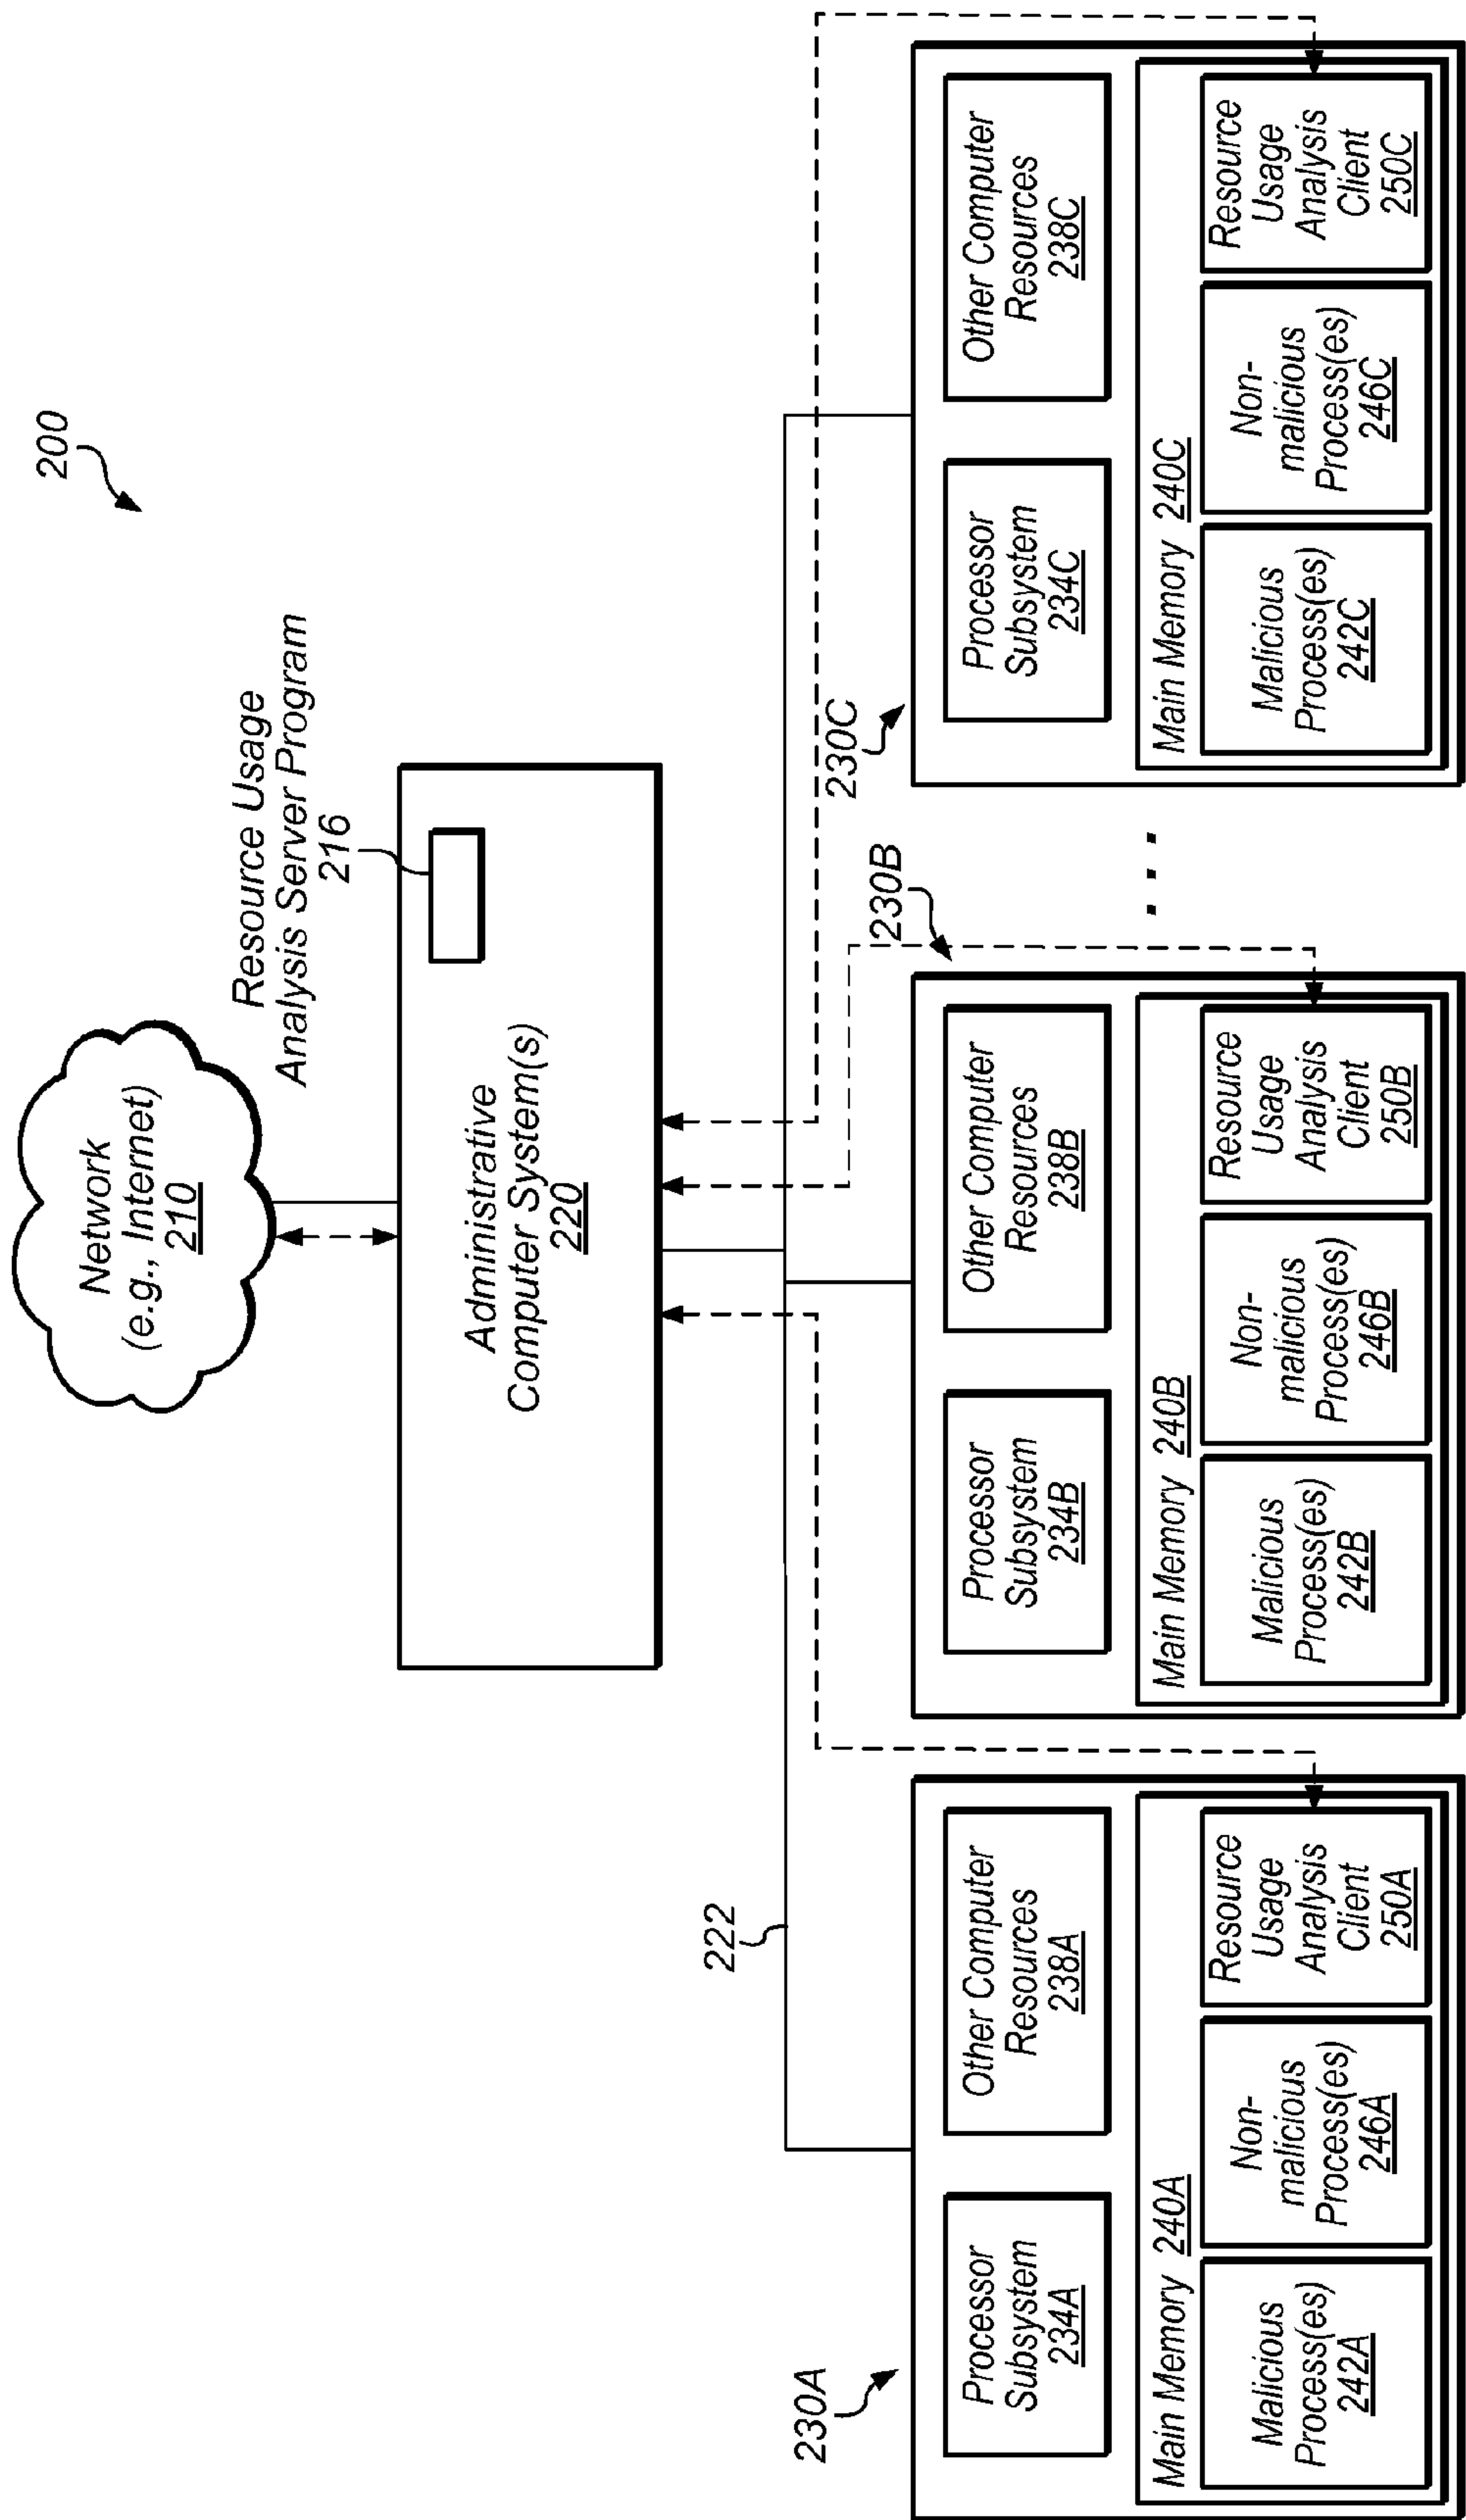 200
Network
(e.g., Internet)
210
Resource Usage
Analysis Server Program
216
Administrative
Computer System(s)
220
222
230A
Processor
Subsystem
234A
Other Computer
Resources
238A
Main Memory 240A
Malicious
Process(es)
242A
Non-
malicious
Process(es)
246A
Resource
Usage
Analysis
Client
250A
230B
Processor
Subsystem
234B
Other Computer
Resources
238B
Main Memory 240B
Malicious
Process(es)
242B
Non-
malicious
Process(es)
246B
Resource
Usage
Analysis
Client
250B
...
230C
Processor
Subsystem
234C
Other Computer
Resources
238C
Main Memory 240C
Malicious
Process(es)
242C
Non-
malicious
Process(es)
246C
Resource
Usage
Analysis
Client
250C